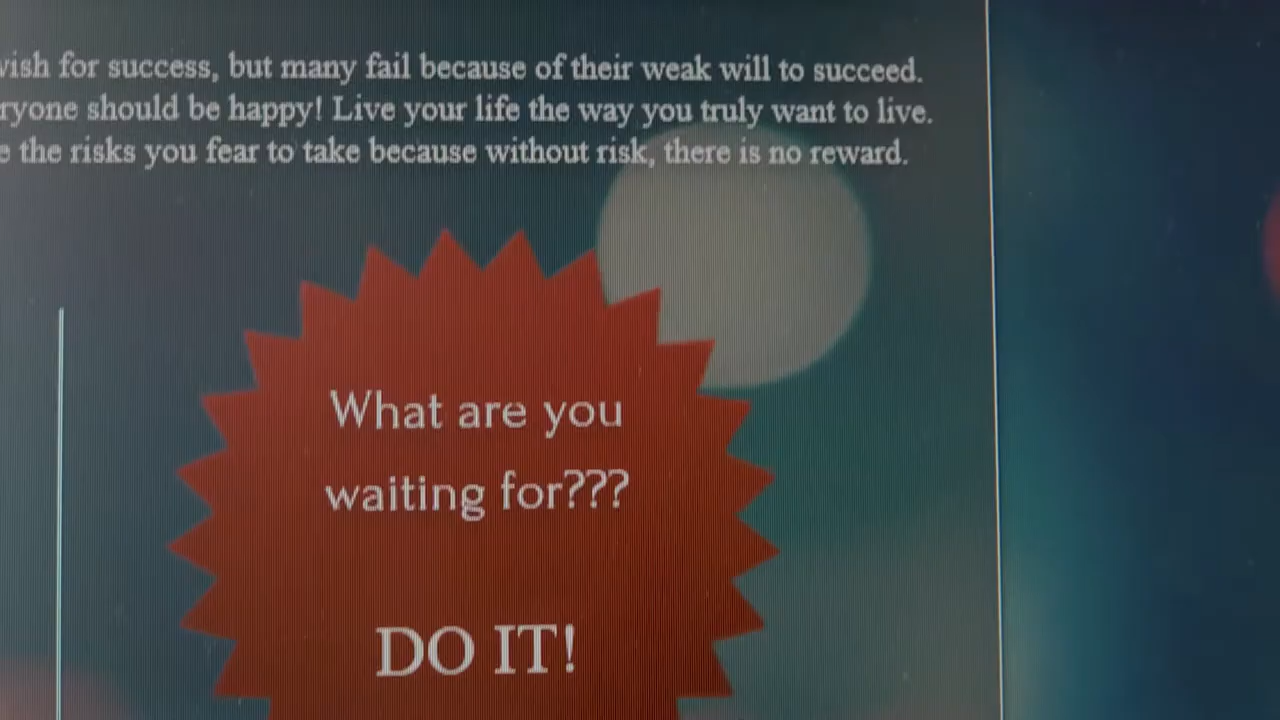 wish for success, but many fail because of their weak will to succeed.
ryone should be happy! Live your life the way you truly want to live.
e the risks you fear to take because without risk, there is no reward.
What are you
waiting for???
DO IT!